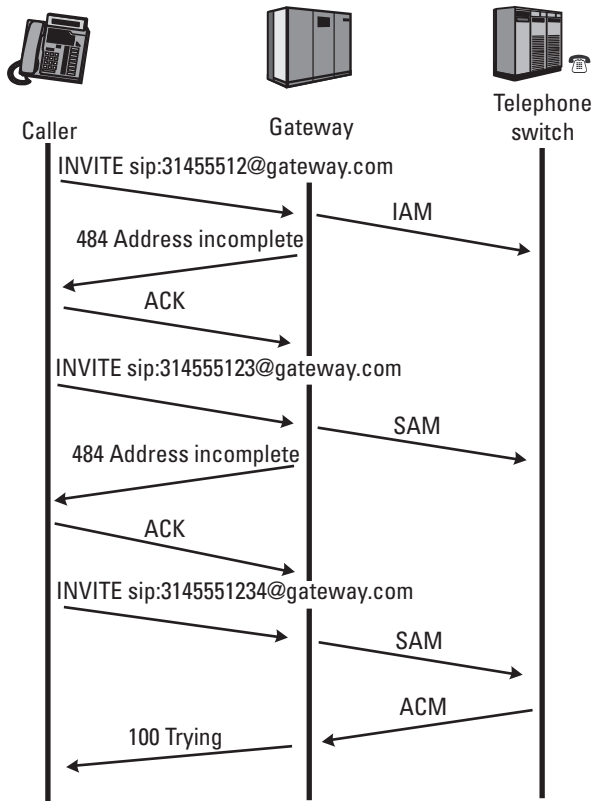 Caller
Gateway
Telephone
switch
INVITE sip:31455512@gateway.com
IAM
484 Address incomplete
ACK
INVITE sip:314555123@gateway.com
SAM
484 Address incomplete
ACK
INVITE sip:3145551234@gateway.com
SAM
ACM
100 Trying